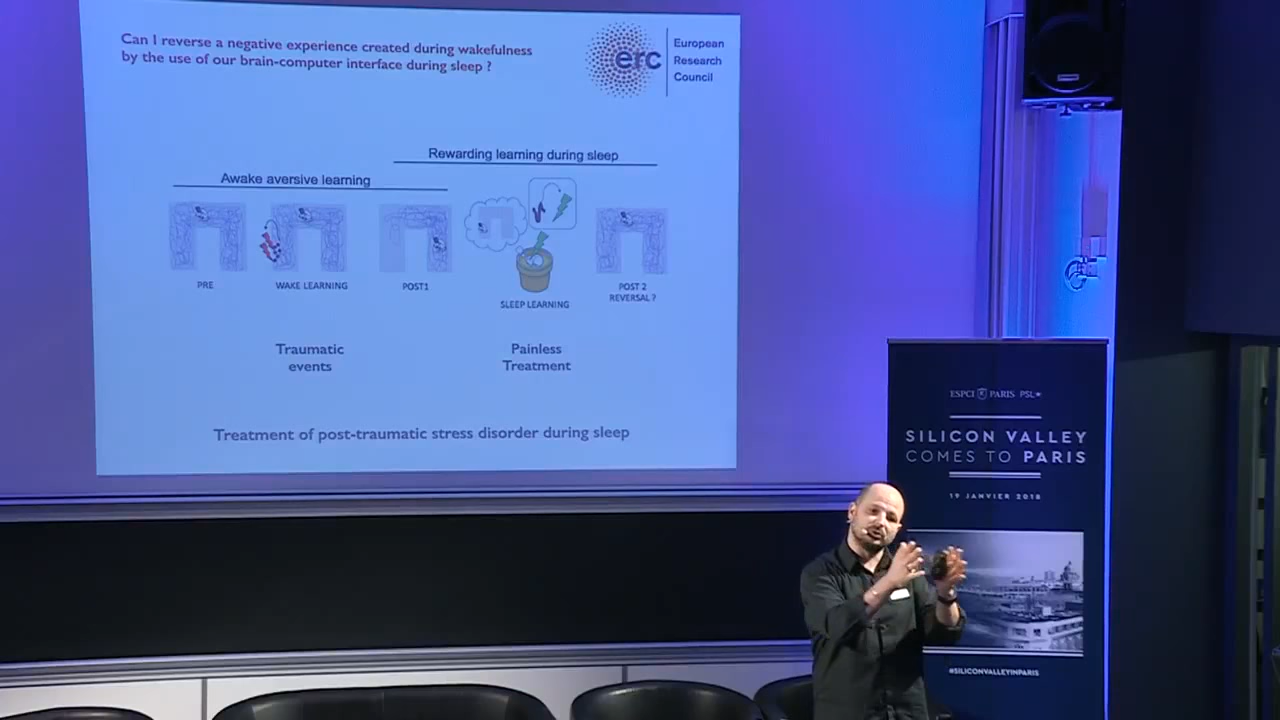 Can I reverse a negative experience created during wakefulness
by the use of our brain-computer interface during sleep ?
erc
European
Research
Council
Rewarding learning during sleep
Awake aversive learning
PRE
WAKE LEARNING
POST1
SLEEP LEARNING
POST 2
REVERSAL ?
Traumatic
events
Painless
Treatment
Treatment of post-traumatic stress disorder during sleep
ESPCI PARIS PSL★
SILICON VALLEY
COMES TO PARIS
19 JANVIER 2018
#SILICONVALLEYINPARIS